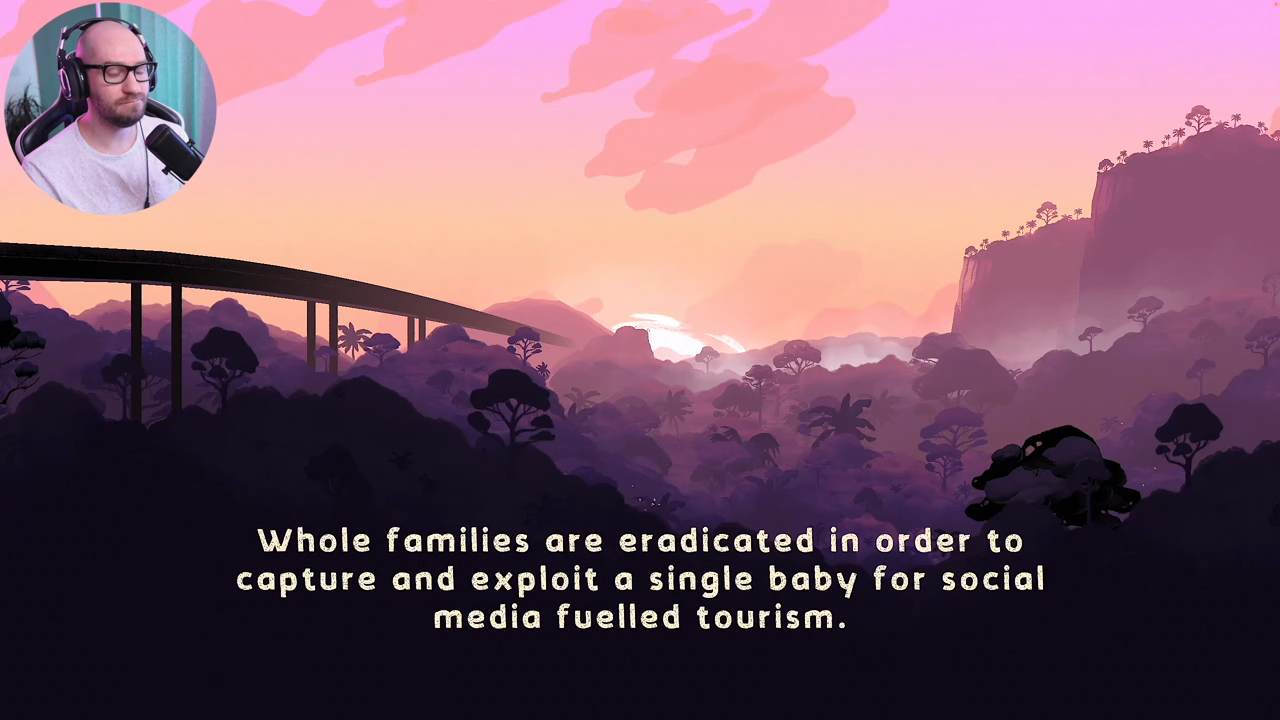 Whole families are eradicated in order to
capture and exploit a single baby for social
media fuelled tourism.